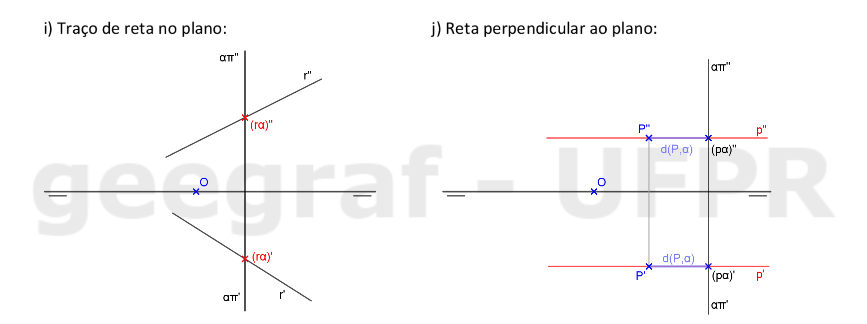 i) Traço de reta no plano:
j) Reta perpendicular ao plano:
απ"
r"
(rα)"
O
(rα)'
απ'
r'
απ"
P"
p"
d(P,α)
(pα)"
O
d(P,α)
P'
(pα)'
p'
απ'
geegraf - UFPR